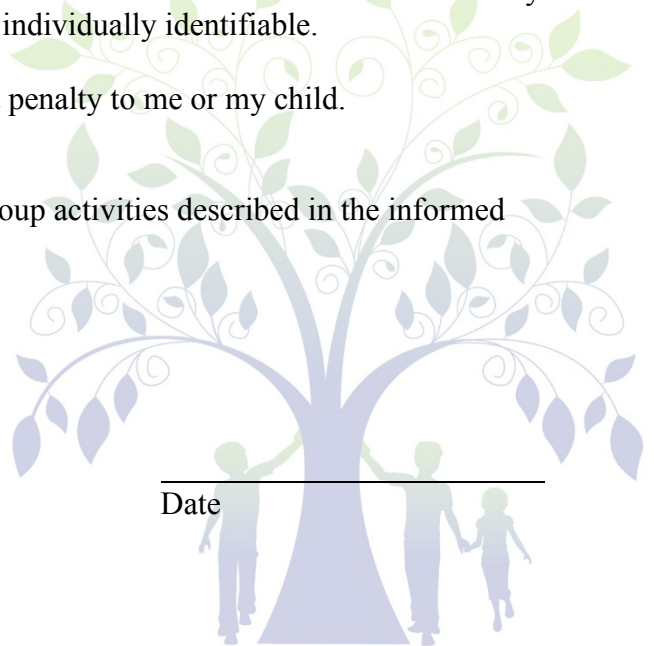 individually identifiable.
penalty to me or my child.
oup activities described in the informed
Date